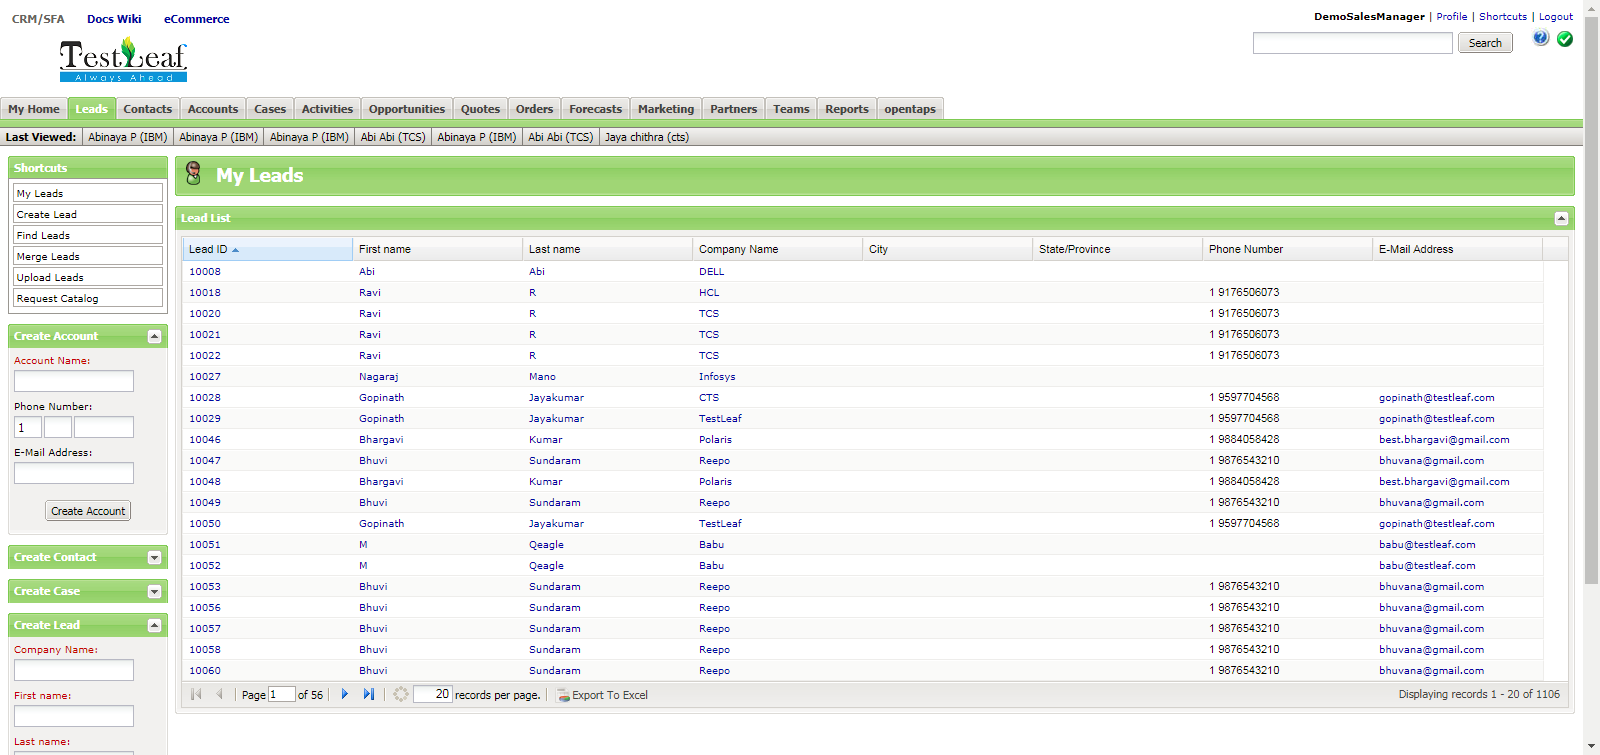 CRM/SFA Docs Wiki eCommerce
DemoSalesManager | Profile | Shortcuts | Logout
Search
TestLeaf
Always Ahead
My Home Leads Contacts Accounts Cases Activities Opportunities Quotes Orders Forecasts Marketing Partners Teams Reports opentaps
Last Viewed: Abinaya P (IBM) Abinaya P (IBM) Abinaya P (IBM) Abi Abi (TCS) Abinaya P (IBM) Abi Abi (TCS) Jaya chithra (cts)
Shortcuts
My Leads
Create Lead
Find Leads
Merge Leads
Upload Leads
Request Catalog
Create Account
Account Name:
Phone Number:
1
E-Mail Address:
Create Account
Create Contact
Create Case
Create Lead
Company Name:
First name:
Last name:
My Leads
Lead List
Lead ID First name Last name Company Name City State/Province Phone Number E-Mail Address
10008 Abi Abi DELL
10018 Ravi R HCL 1 9176506073
10020 Ravi R TCS 1 9176506073
10021 Ravi R TCS 1 9176506073
10022 Ravi R TCS 1 9176506073
10027 Nagaraj Mano Infosys
10028 Gopinath Jayakumar CTS 1 9597704568 gopinath@testleaf.com
10029 Gopinath Jayakumar TestLeaf 1 9597704568 gopinath@testleaf.com
10046 Bhargavi Kumar Polaris 1 9884058428 best.bhargavi@gmail.com
10047 Bhuvi Sundaram Reepo 1 9876543210 bhuvana@gmail.com
10048 Bhargavi Kumar Polaris 1 9884058428 best.bhargavi@gmail.com
10049 Bhuvi Sundaram Reepo 1 9876543210 bhuvana@gmail.com
10050 Gopinath Jayakumar TestLeaf 1 9597704568 gopinath@testleaf.com
10051 M Qeagle Babu babu@testleaf.com
10052 M Qeagle Babu babu@testleaf.com
10053 Bhuvi Sundaram Reepo 1 9876543210 bhuvana@gmail.com
10056 Bhuvi Sundaram Reepo 1 9876543210 bhuvana@gmail.com
10057 Bhuvi Sundaram Reepo 1 9876543210 bhuvana@gmail.com
10058 Bhuvi Sundaram Reepo 1 9876543210 bhuvana@gmail.com
10060 Bhuvi Sundaram Reepo 1 9876543210 bhuvana@gmail.com
Page 1 of 56 20 records per page. Export To Excel Displaying records 1 - 20 of 1106